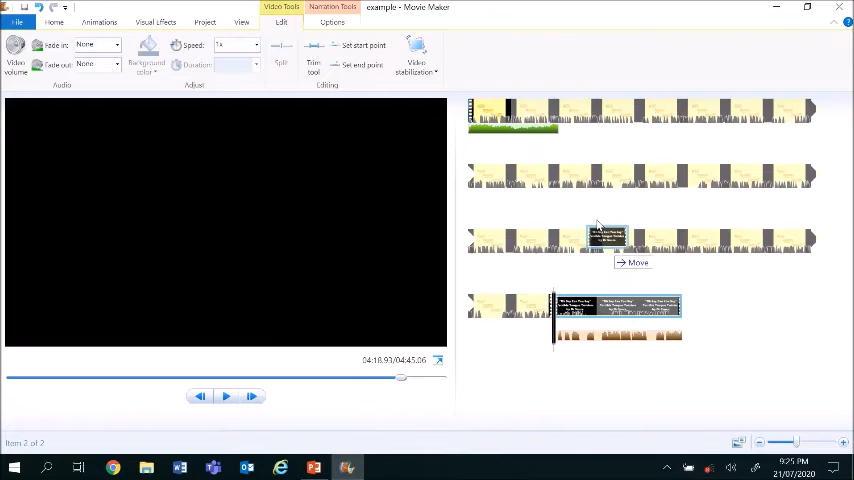 Video Tools
Narration Tools
example - Movie Maker
File
Home
Animations
Visual Effects
Project
View
Edit
Options
Video
volume
Fade in:
None
Fade out:
None
Audio
Background
color
Speed:
1x
Duration:
Adjust
Split
Trim
tool
Set start point
Set end point
Editing
Video
stabilization
Move
04:18.93/04:45.06
Item 2 of 2
9:25 PM
21/07/2020